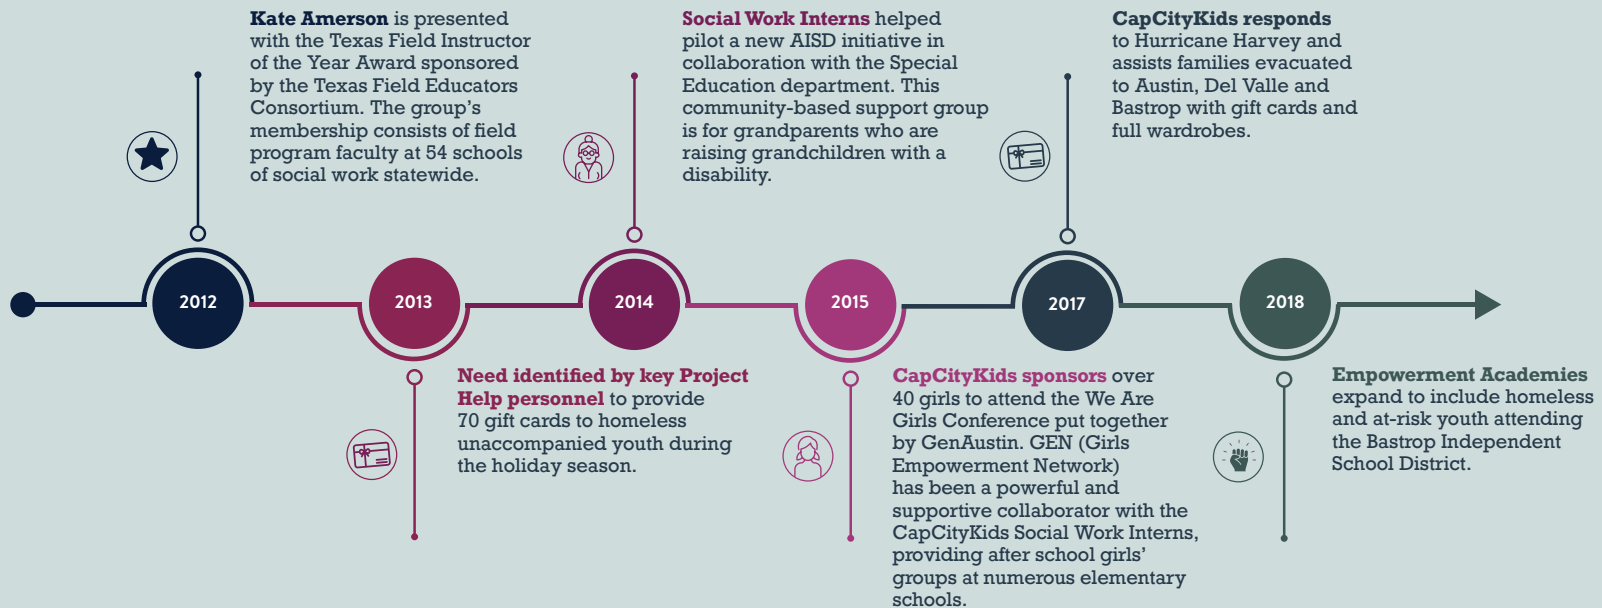 Kate Amerson is presented
with the Texas Field Instructor
of the Year Award sponsored
by the Texas Field Educators
Consortium. The group's
membership consists of field
program faculty at 54 schools
of social work statewide.
Social Work Interns helped
pilot a new AISD initiative in
collaboration with the Special
Education department. This
community-based support group
is for grandparents who are
raising grandchildren with a
disability.
CapCityKids responds
to Hurricane Harvey and
assists families evacuated
to Austin, Del Valle and
Bastrop with gift cards and
full wardrobes.
2012
2013
2014
2015
2017
2018
Need identified by key Project
Help personnel to provide
70 gift cards to homeless
unaccompanied youth during
the holiday season.
CapCityKids sponsors over
40 girls to attend the We Are
Girls Conference put together
by GenAustin. GEN (Girls
Empowerment Network)
has been a powerful and
supportive collaborator with the
CapCityKids Social Work Interns,
providing after school girls'
groups at numerous elementary
schools.
Empowerment Academies
expand to include homeless
and at-risk youth attending
the Bastrop Independent
School District.